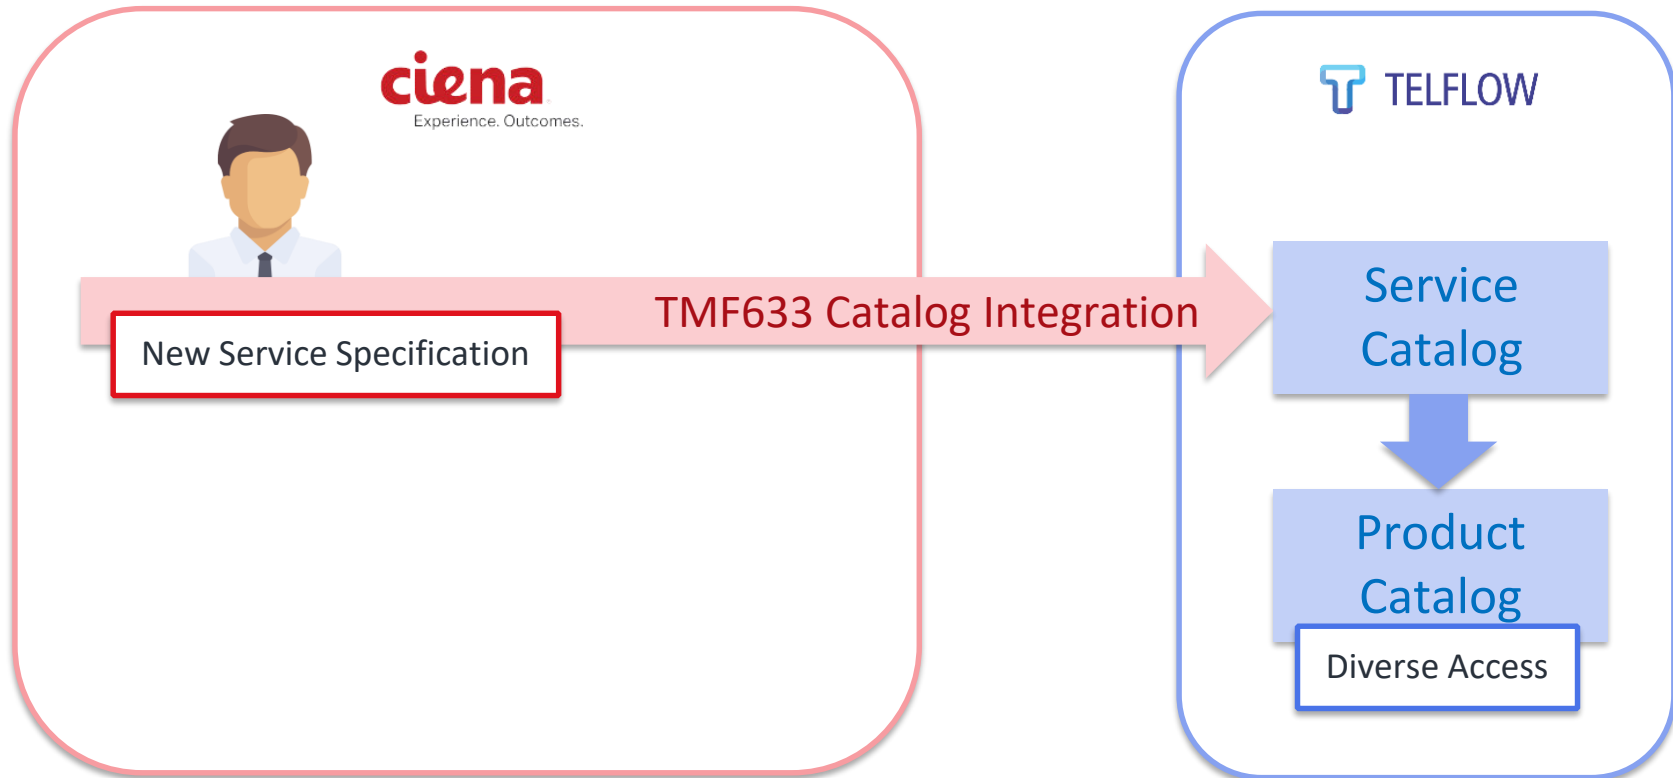 ciena
Experience. Outcomes.
TELFLOW
TMF633 Catalog Integration
New Service Specification
Service
Catalog
Product
Catalog
Diverse Access